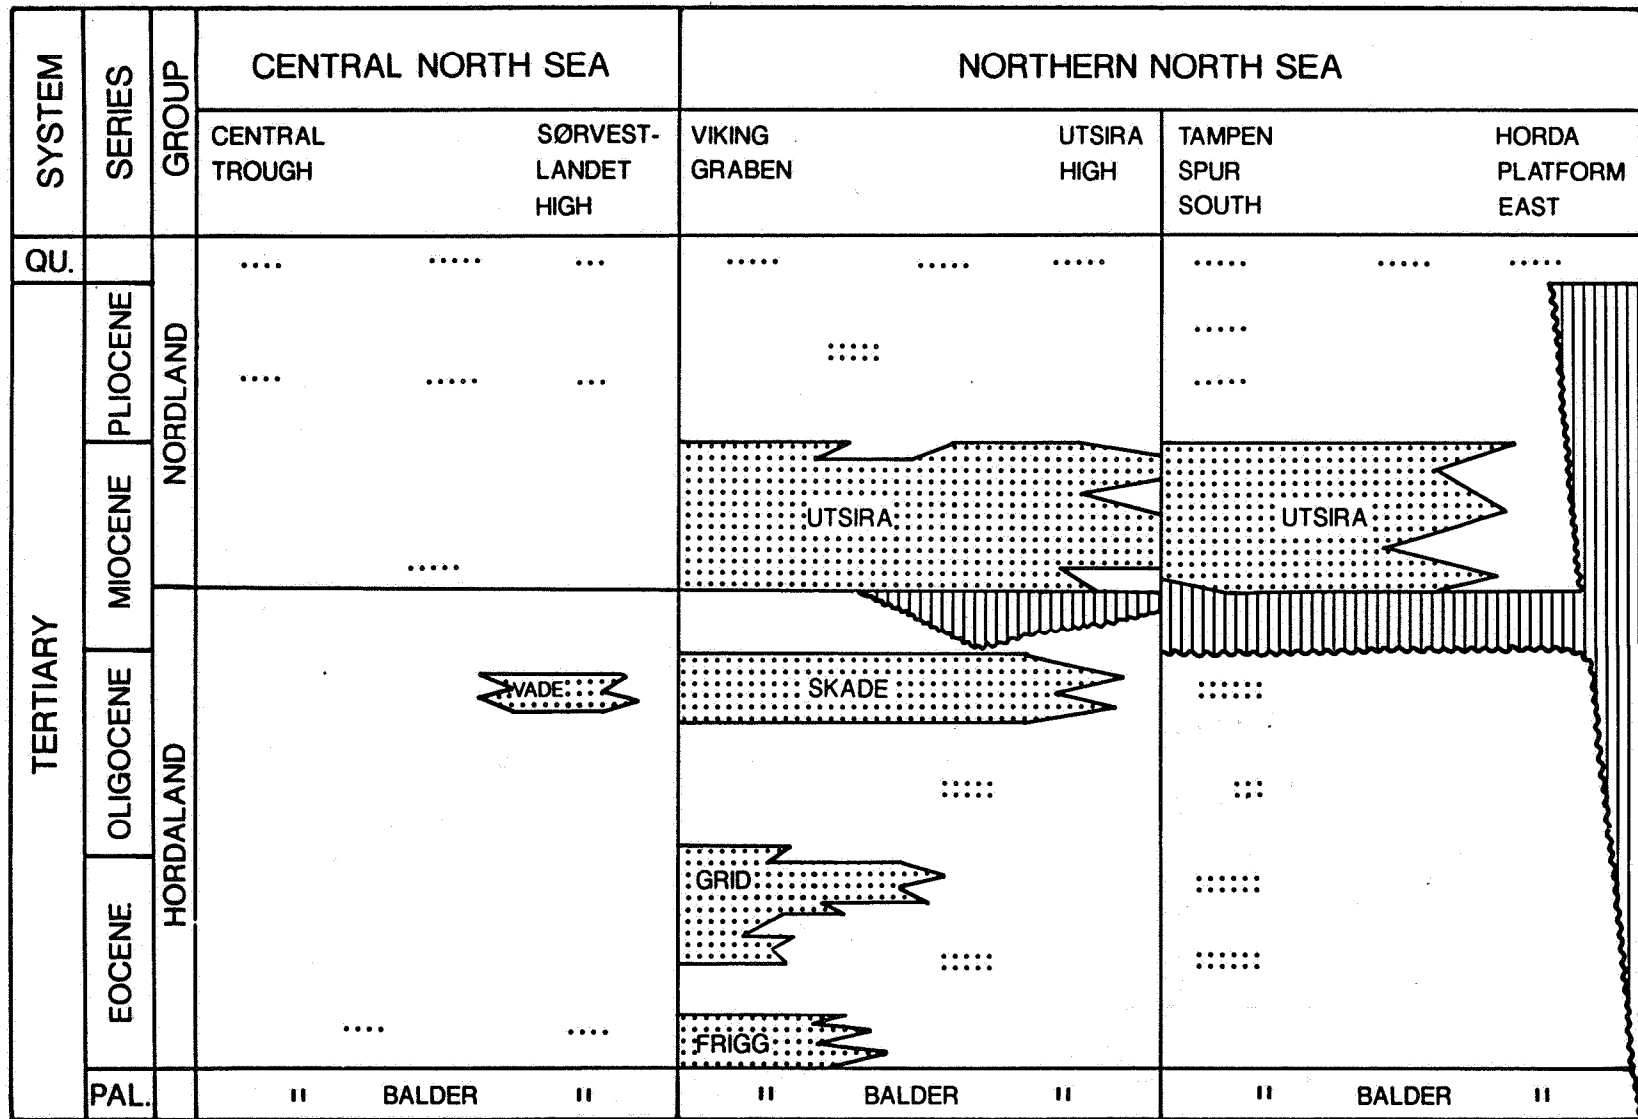 SYSTEM
SERIES
GROUP
CENTRAL NORTH SEA
NORTHERN NORTH SEA
CENTRAL
TROUGH
SØRVEST-
LANDET
HIGH
VIKING
GRABEN
UTSIRA
HIGH
TAMPEN
SPUR
SOUTH
HORDA
PLATFORM
EAST
QU.
TERTIARY
PLIOCENE
MIOCENE
OLIGOCENE
EOCENE
PAL.
NORDLAND
HORDALAND
UTSIRA
UTSIRA
VADE
SKADE
GRID
FRIGG
" BALDER "
" BALDER "
" BALDER "